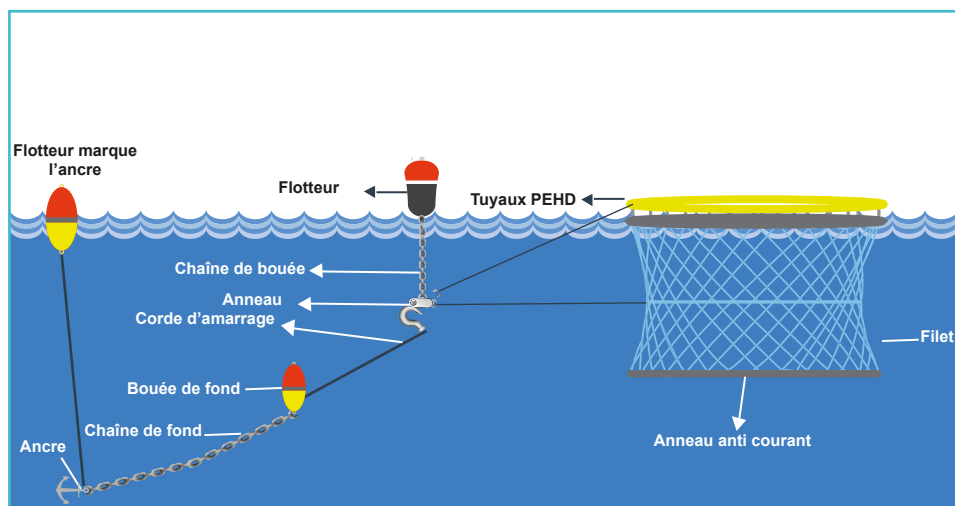 Flotteur marque
l'ancre
Flotteur
Tuyaux PEHD
Chaîne de bouée
Anneau
Corde d'amarrage
Filet
Bouée de fond
Chaîne de fond
Ancre
Anneau anti courant